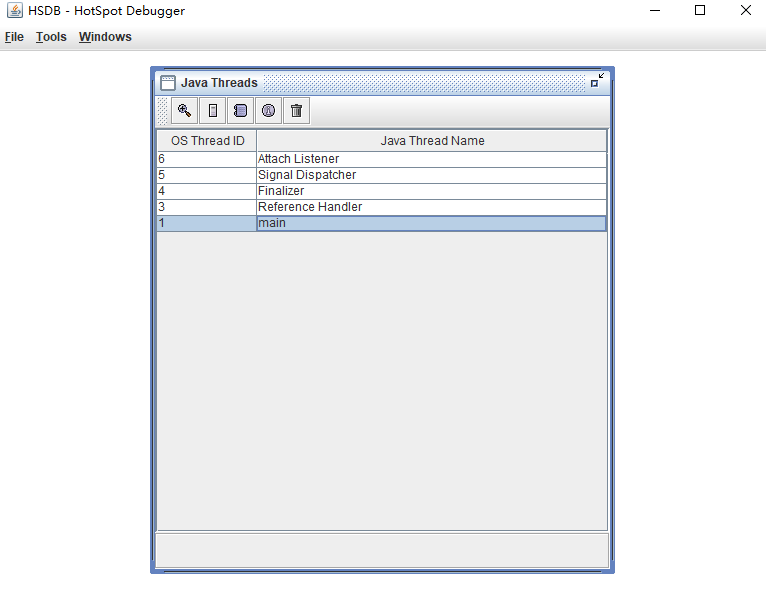 HSDB - HotSpot Debugger
File Tools Windows
Java Threads
OS Thread ID Java Thread Name
6 Attach Listener
5 Signal Dispatcher
4 Finalizer
3 Reference Handler
1 main